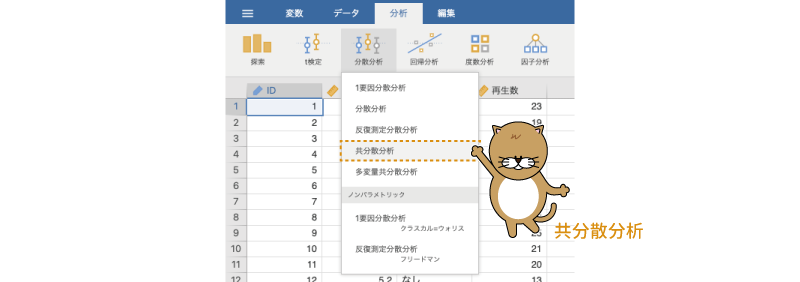 変数 データ 分析 編集
探索 t検定 分散分析 回帰分析 度数分析 因子分析
ID 再生数
1要因分散分析
分散分析
反復測定分散分析
共分散分析
多変量共分散分析
ノンパラメトリック
1要因分散分析
クラスカル=ウォリス
反復測定分散分析
フリードマン
1 1 23
2 2 19
3 3
4 4
5 5
6 6
7 7
8 8
9 9
10 10 21
11 11 20
12 12 5.2 なし 13
共分散分析